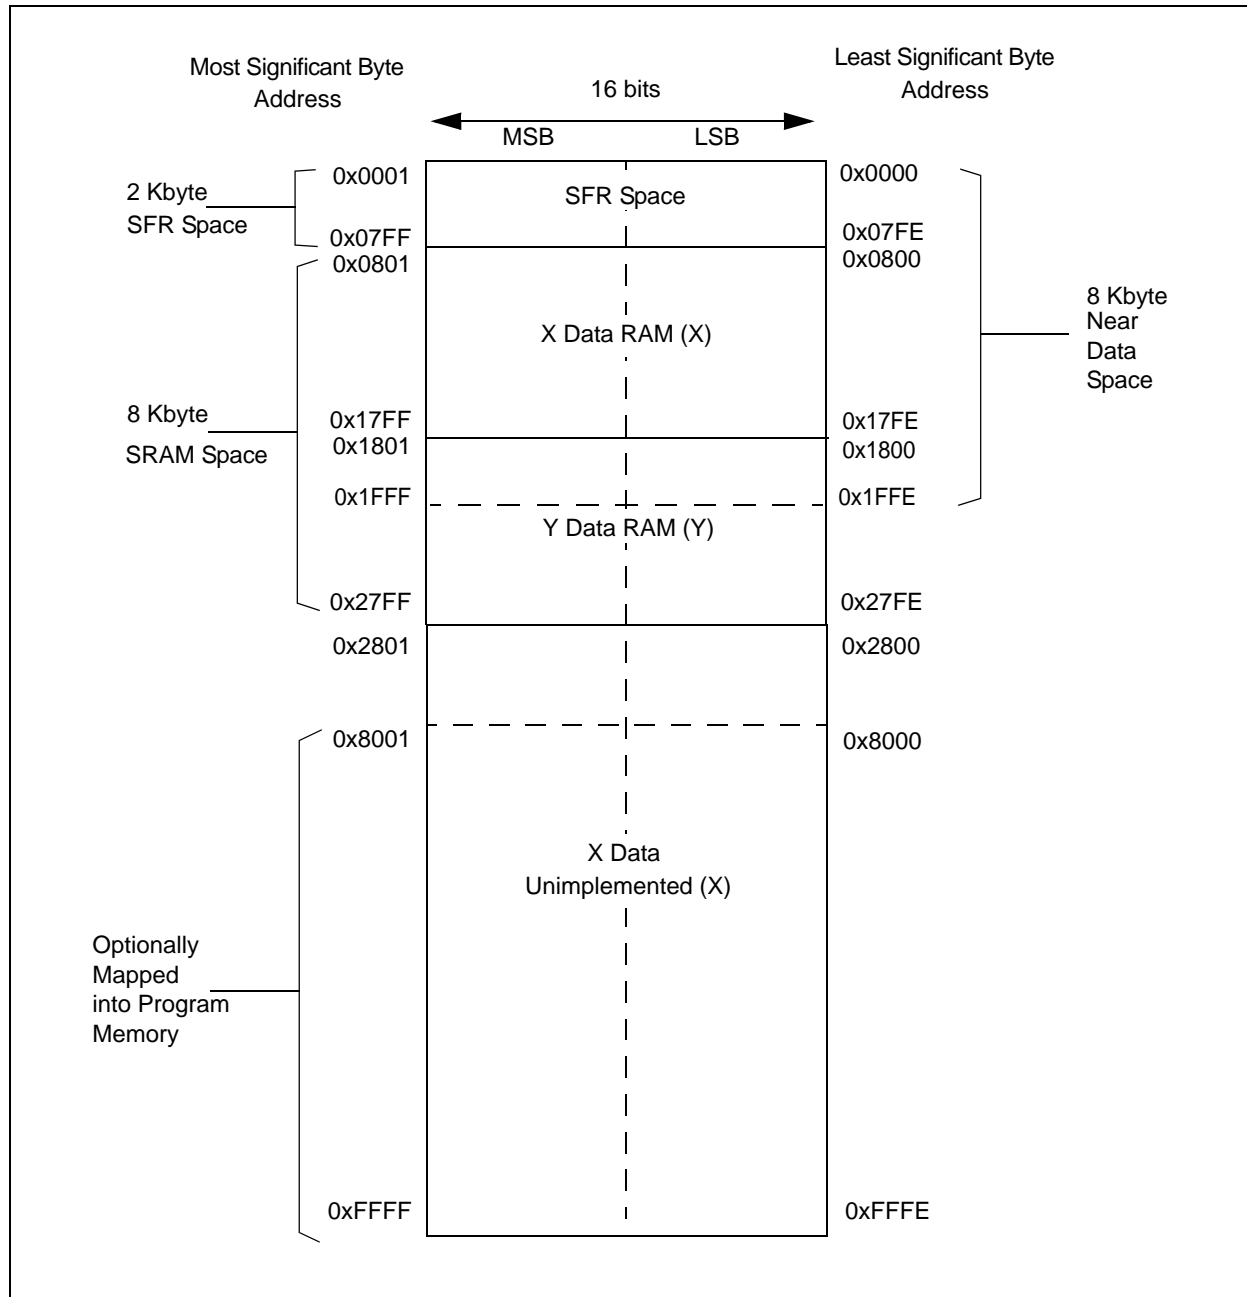 Most Significant Byte
Address
16 bits
Least Significant Byte
Address
MSB
LSB
2 Kbyte
SFR Space
0x0001
SFR Space
0x0000
0x07FF
0x07FE
0x0801
0x0800
X Data RAM (X)
8 Kbyte
Near
Data
Space
8 Kbyte
SRAM Space
0x17FF
0x17FE
0x1801
0x1800
0x1FFF
0x1FFE
Y Data RAM (Y)
0x27FF
0x27FE
0x2801
0x2800
0x8001
0x8000
X Data
Unimplemented (X)
Optionally
Mapped
into Program
Memory
0xFFFF
0xFFFE